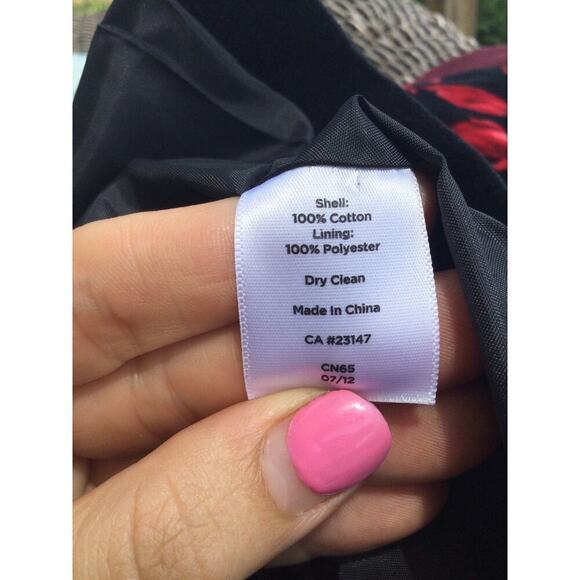 Shell:
100% Cotton
Lining:
100% Polyester
Dry Clean
Made In China
CA #23147
CN65
07/12